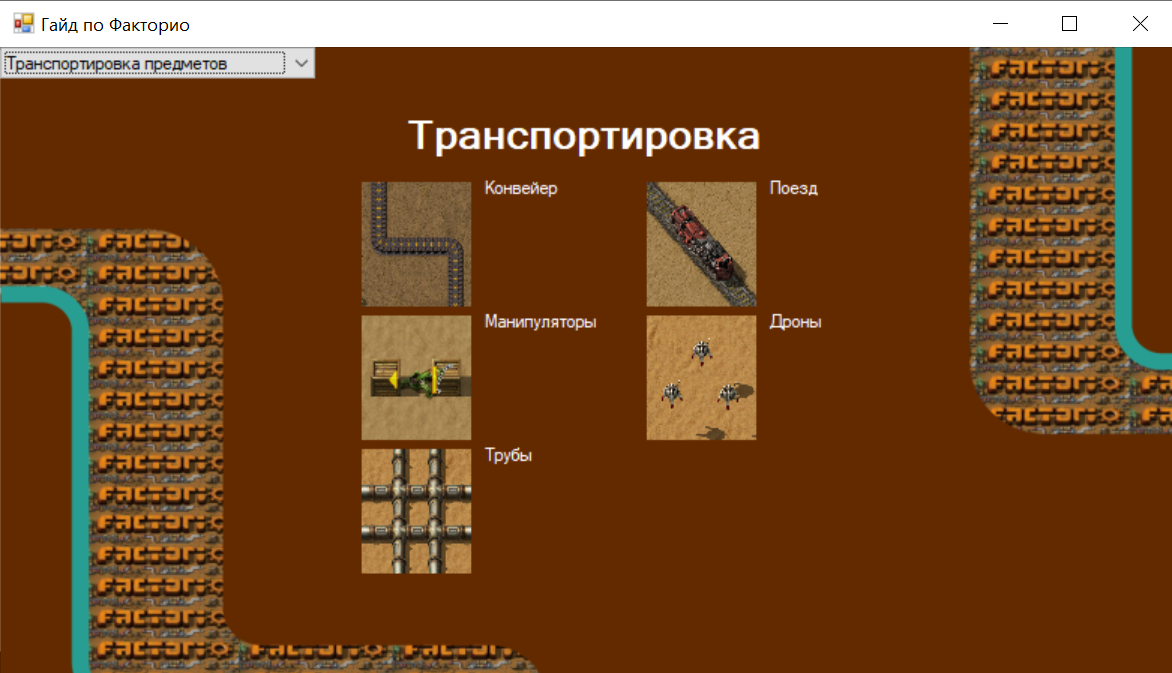 Гайд по Факторио
Транспортировка предметов
Транспортировка
Конвейер
Поезд
Манипуляторы
Дроны
Трубы